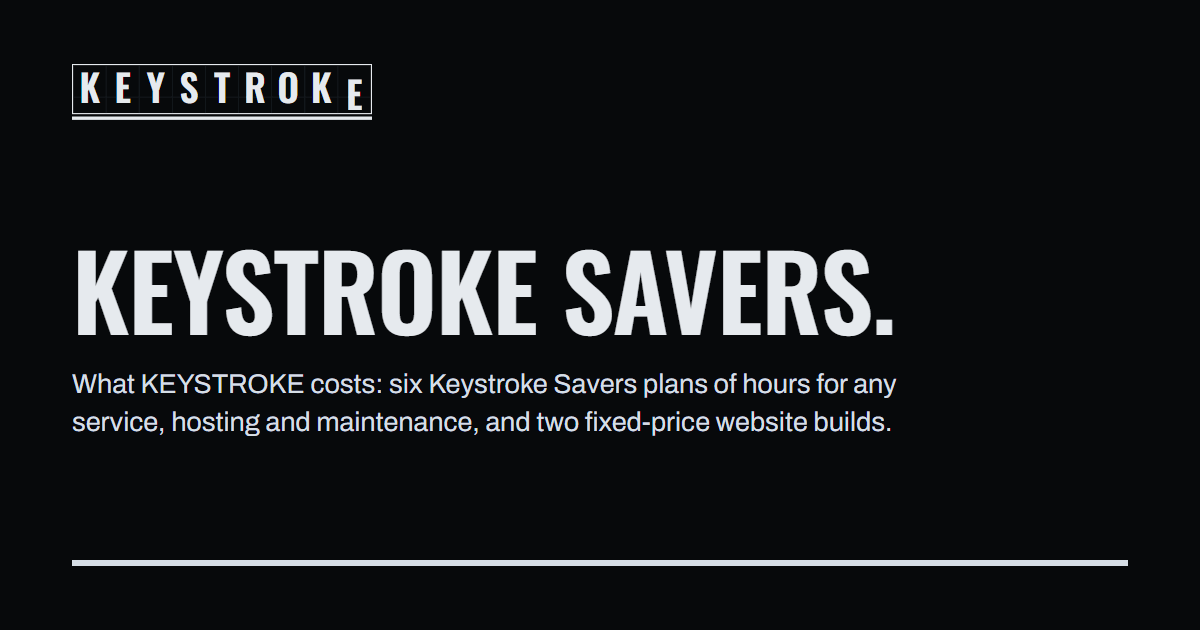 KEYSTROKE
KEYSTROKE SAVERS.
What KEYSTROKE costs: six Keystroke Savers plans of hours for any
service, hosting and maintenance, and two fixed-price website builds.